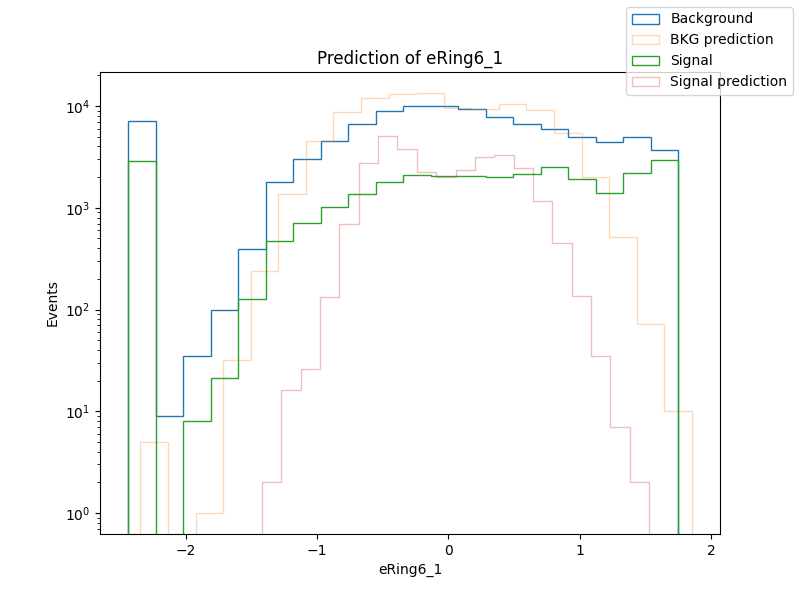 Prediction of eRing6_1
Background
BKG prediction
Signal
Signal prediction
Events
10⁴
10³
10²
10¹
10⁰
−2
−1
0
1
2
eRing6_1